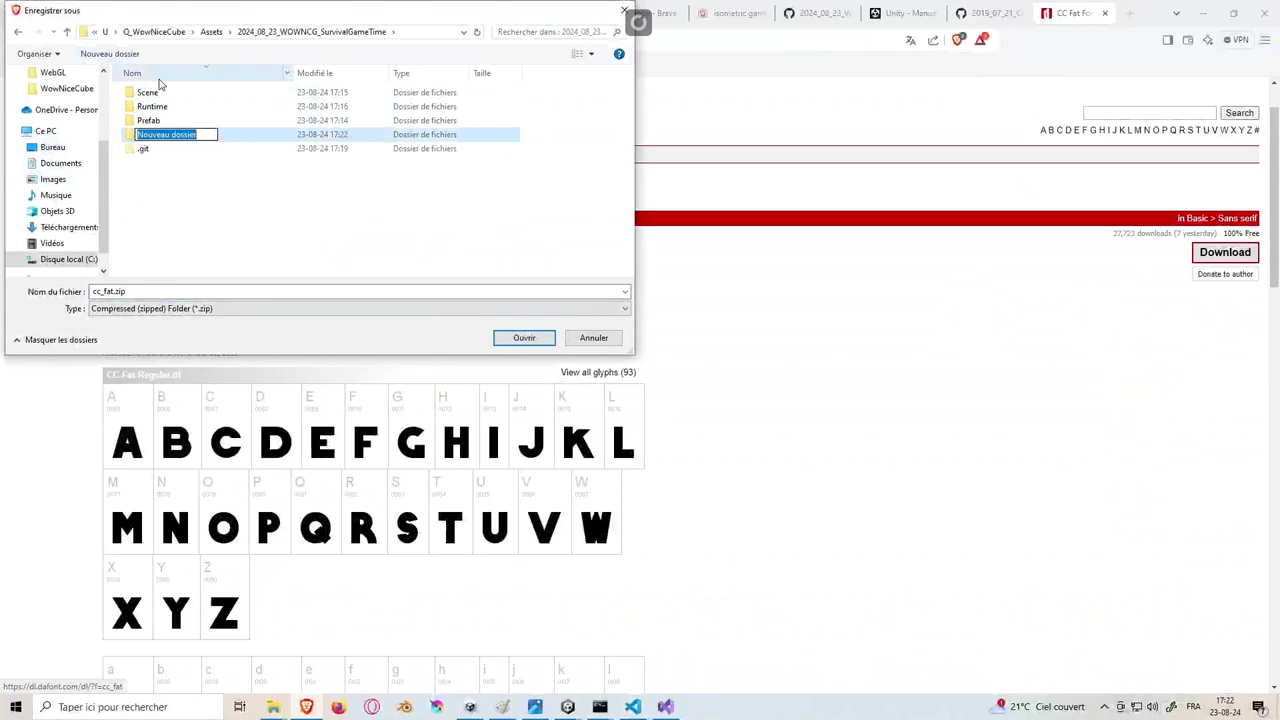 Enregistrer sous
isometric gam
2024_08_23_W
Unity - Manua
2019_07_21_G
CC Fat Fo
U > Q_WowNiceCube > Assets > 2024_08_23_WOWNCG_SurvivalGameTime >
Rechercher dans : 2024_08_23...
VPN
Organiser
Nouveau dossier
Nom
Modifié le
Type
Taille
WebGL
WowNiceCube
OneDrive - Person
Ce PC
Bureau
Documents
Images
Musique
Objets 3D
Téléchargements
Vidéos
Disque local (C:)
Scene 23-08-24 17:15 Dossier de fichiers
Runtime 23-08-24 17:16 Dossier de fichiers
Prefab 23-08-24 17:14 Dossier de fichiers
Nouveau dossier 23-08-24 17:22 Dossier de fichiers
.git 23-08-24 17:19 Dossier de fichiers
Nom du fichier : cc_fat.zip
Type : Compressed (zipped) Folder (*.zip)
Masquer les dossiers
Ouvrir
Annuler
Search
A B C D E F G H I J K L M N O P Q R S T U V W X Y Z #
in Basic > Sans serif
27,723 downloads (7 yesterday) 100% Free
Download
Donate to author
CC-Fat Regular.ttf
View all glyphs (93)
A B C D E F G H I J K L
A B C D E F G H I J K L
M N O P Q R S T U V W
M N O P Q R S T U V W
X Y Z
X Y Z
a b c d e f g h i j k l
https://dl.dafont.com/dl/?f=cc_fat
Taper ici pour rechercher
21°C Ciel couvert
FRA
17:22
23-08-24